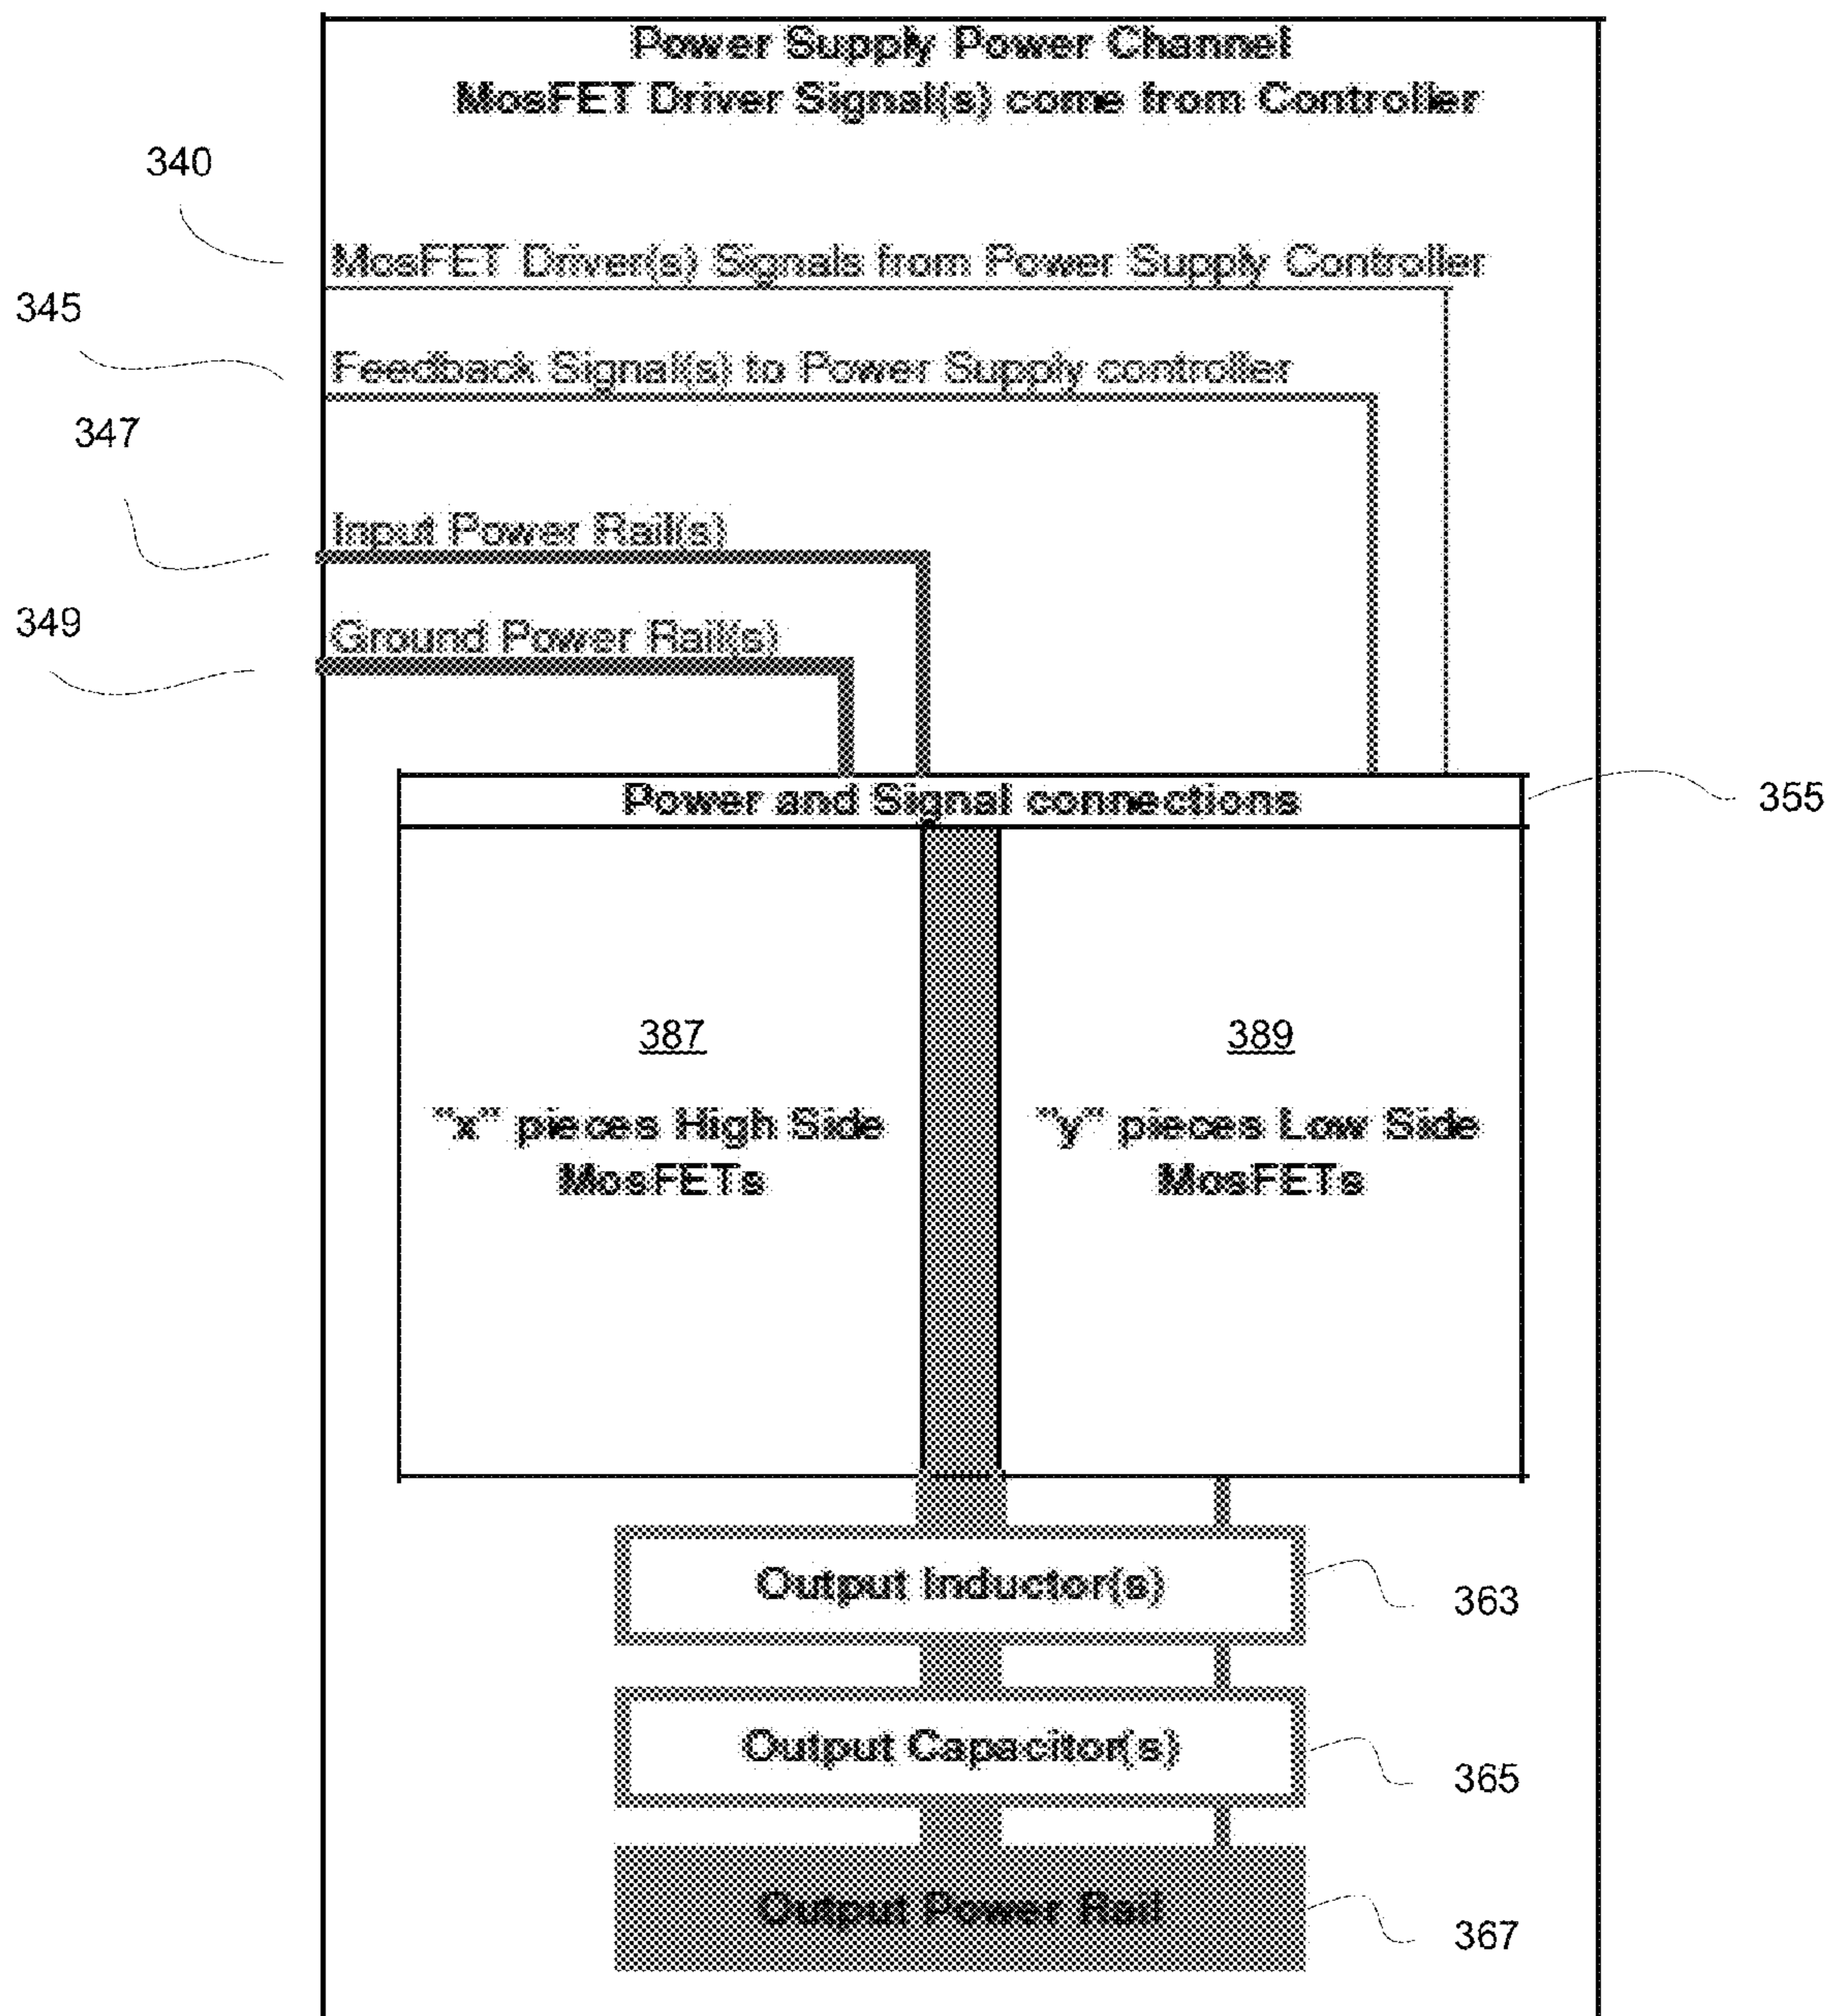 Power Supply Power Channel
MosFET Driver Signal(s) come from Controller
340
MosFET Driver(s) Signals from Power Supply Controller
345
Feedback Signal(s) to Power Supply controller
347
Input Power Rail(s)
349
Ground Power Rail(s)
Power and Signal connections
355
387
"x" pieces High Side
MosFETs
389
"y" pieces Low Side
MosFETs
Output Inductor(s)
363
Output Capacitor(s)
365
Output Power Rail
367